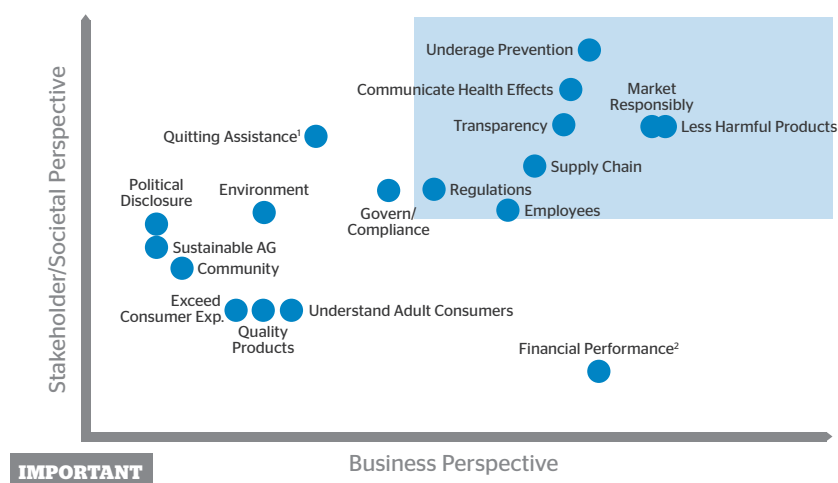 Stakeholder/Societal Perspective
Underage Prevention
Communicate Health Effects
Market
Responsibly
Transparency
Less Harmful Products
Quitting Assistance¹
Supply Chain
Political
Disclosure
Environment
Regulations
Govern/
Compliance
Employees
Sustainable AG
Community
Exceed
Consumer Exp.
Understand Adult Consumers
Quality
Products
Financial Performance²
IMPORTANT
Business Perspective